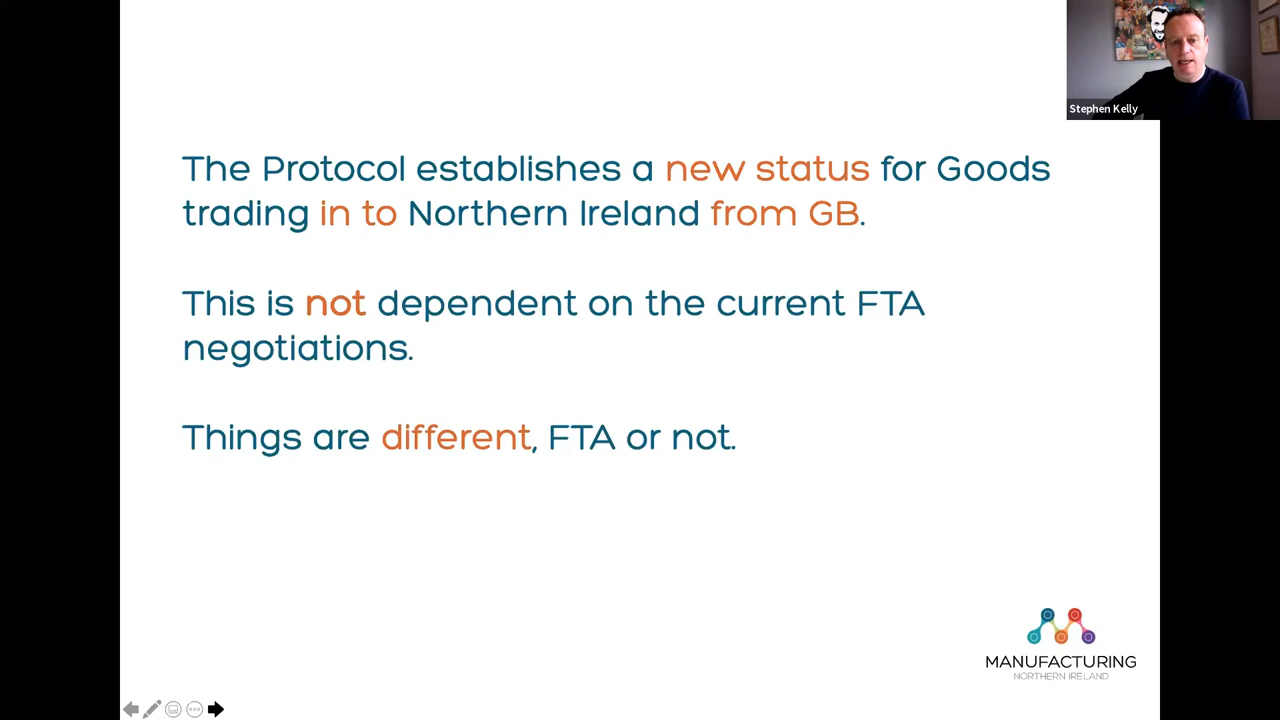 Stephen Kelly
The Protocol establishes a new status for Goods
trading in to Northern Ireland from GB.
This is not dependent on the current FTA
negotiations.
Things are different, FTA or not.
MANUFACTURING
NORTHERN IRELAND